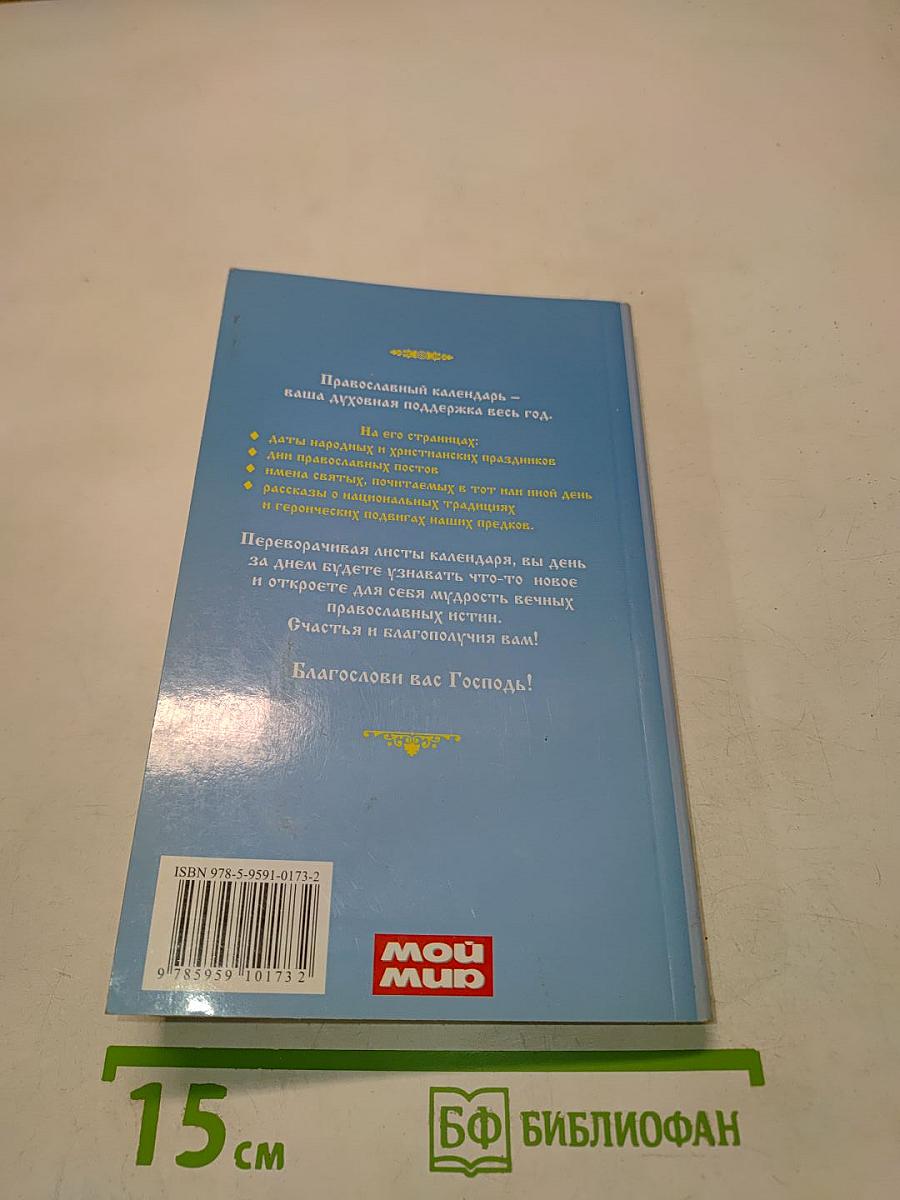 Православный календарь –
ваша духовная поддержка весь год.
На его страницах:
◆ даты народных и христианских праздников
◆ дни православных постов
◆ имена святых, почитаемых в тот или иной день
◆ рассказы о национальных традициях
и героических подвигах наших предков.
Переворачивая листы календаря, вы день
за днем будете узнавать что-то новое
и откроете для себя мудрость вечных
православных истин.
Счастья и благополучия вам!
Благослови вас Господь!
ISBN 978-5-9591-0173-2
9 785959 101732
мой
мир
15 см
БФ БИБЛИОФАН